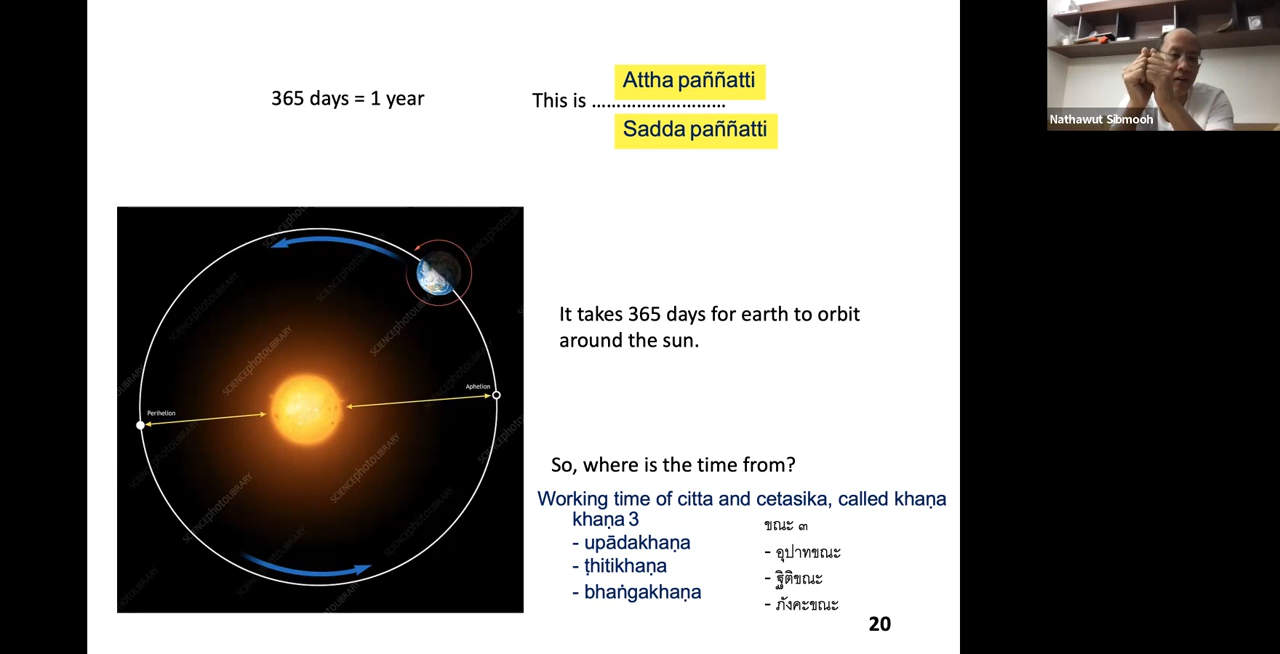 365 days = 1 year
This is ...........................
Attha paññatti
Sadda paññatti
Nathawut Sibmooh
SCIENCEphotoLIBRARY
Perihelion
Aphelion
It takes 365 days for earth to orbit
around the sun.
So, where is the time from?
Working time of citta and cetasika, called khaṇa
khaṇa 3
- upādakhaṇa
- ṭhitikhaṇa
- bhaṅgakhaṇa
ขณะ ๓
- อุปาทขณะ
- ฐิติขณะ
- ภังคะขณะ
20